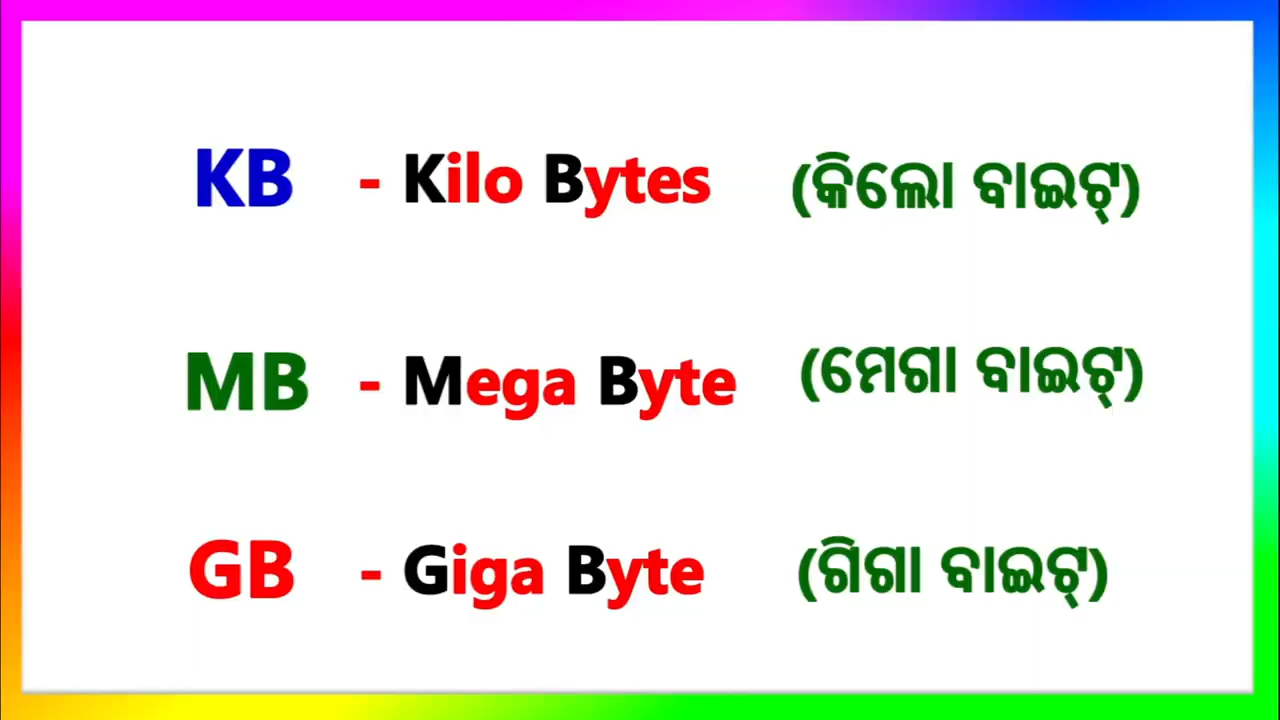 KB - Kilo Bytes (କିଲୋ ବାଇଟ୍)
MB - Mega Byte (ମେଗା ବାଇଟ୍)
GB - Giga Byte (ଗିଗା ବାଇଟ୍)